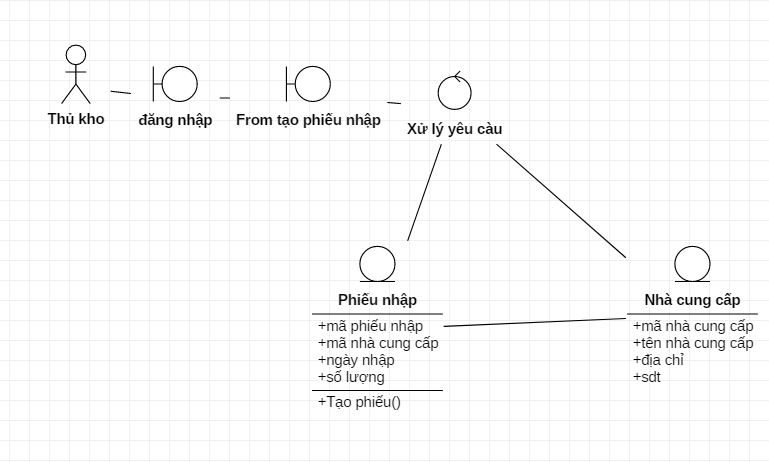 Thủ kho
đăng nhập
From tạo phiếu nhập
Xử lý yêu càu
Phiếu nhập
+mã phiếu nhập
+mã nhà cung cấp
+ngày nhập
+số lượng
+Tạo phiếu()
Nhà cung cấp
+mã nhà cung cấp
+tên nhà cung cấp
+địa chỉ
+sdt